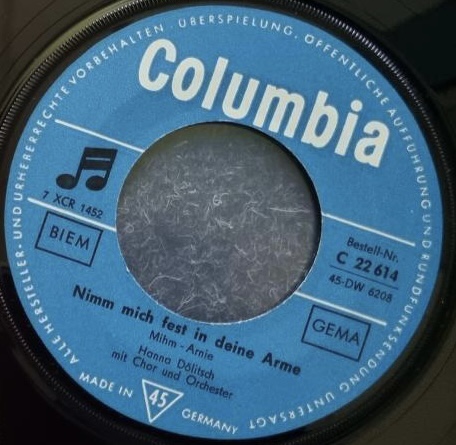 ALLE HERSTELLER- UND URHEBERRECHTE VORBEHALTEN. ÜBERSPIELUNG, ÖFFENTLICHE AUFFÜHRUNG UND RUNDFUNKSENDUNG UNTERSAGT
Columbia
7 XCR 1452
BIEM
Bestell-Nr.
C 22 614
45-DW 6208
GEMA
Nimm mich fest in deine Arme
Mihm - Arnie
Hanna Dölitsch
mit Chor und Orchester
MADE IN 45 GERMANY